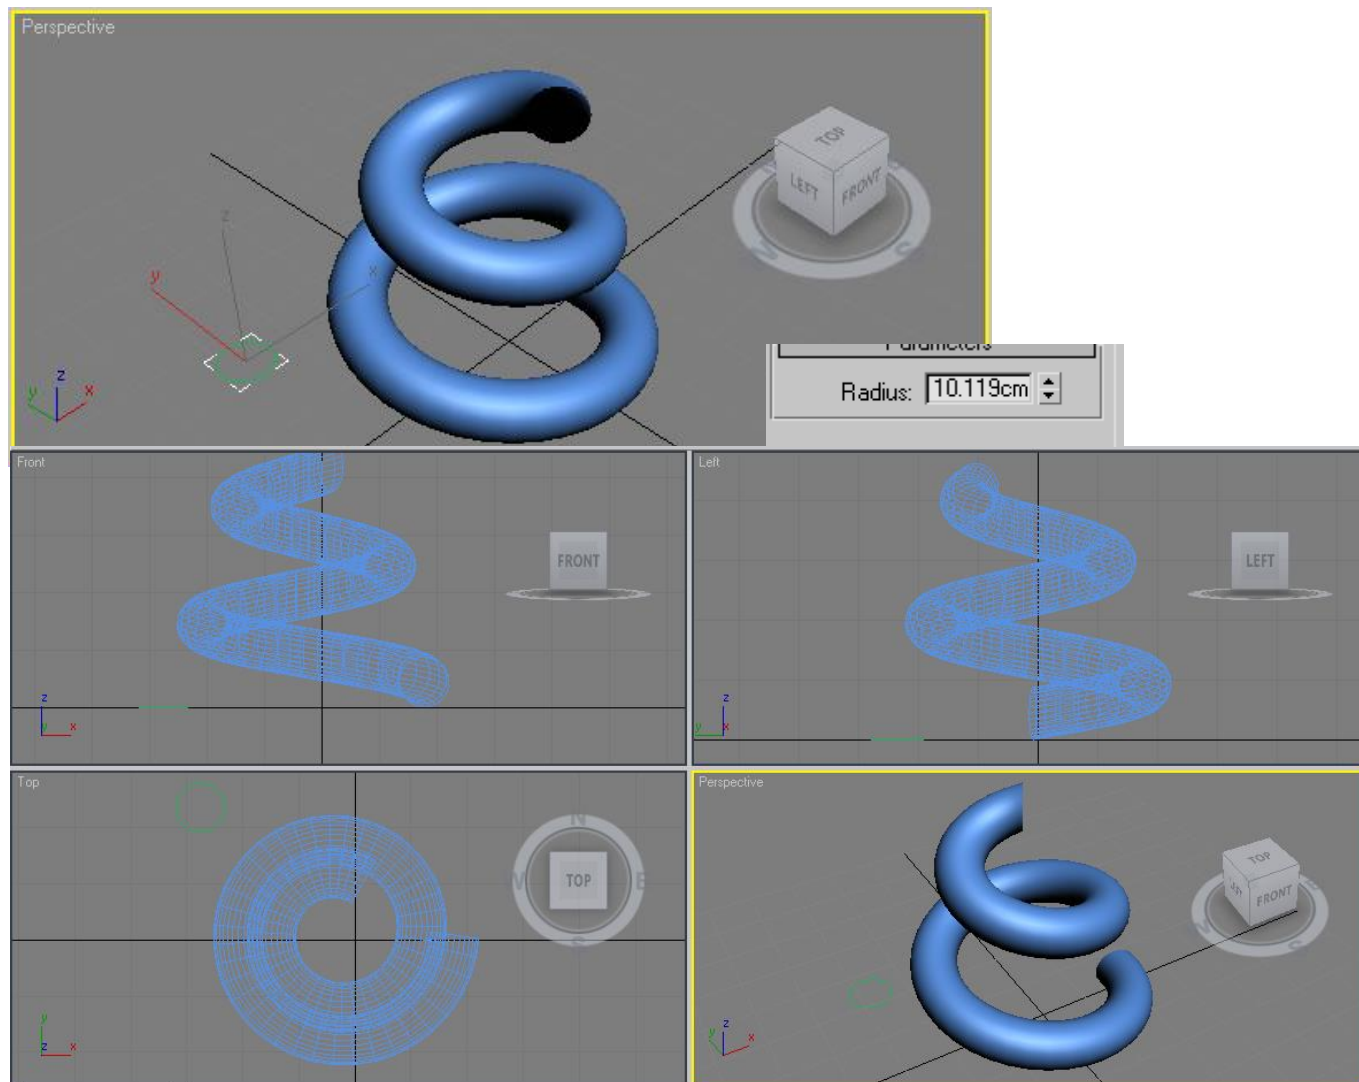 Perspective
TOP
LEFT
FRONT
S
z
y
x
z
y
x
Parameters
Radius: 10.119cm
Front
Left
FRONT
LEFT
z
y
x
z
y
x
Top
Perspective
N
W
TOP
E
S
TOP
FRONT
S
y
z
x
y
z
x